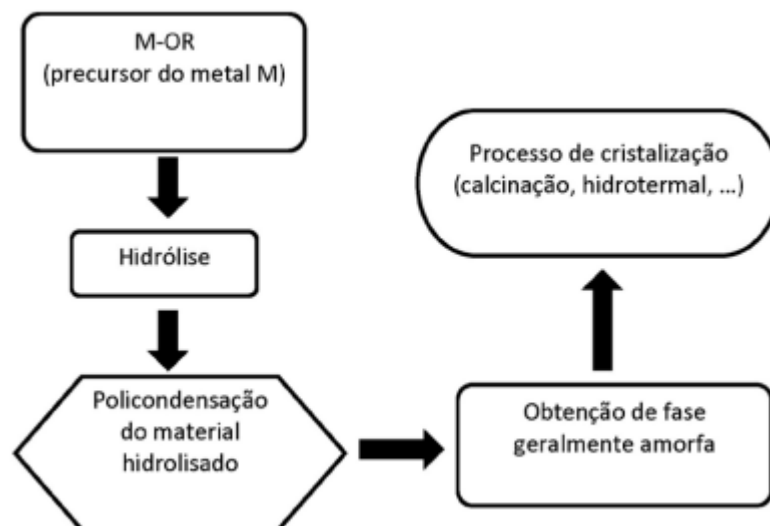 M-OR
(precursor do metal M)
Hidrólise
Policondensação
do material
hidrolisado
Obtenção de fase
geralmente amorfa
Processo de cristalização
(calcinação, hidrotermal, ...)